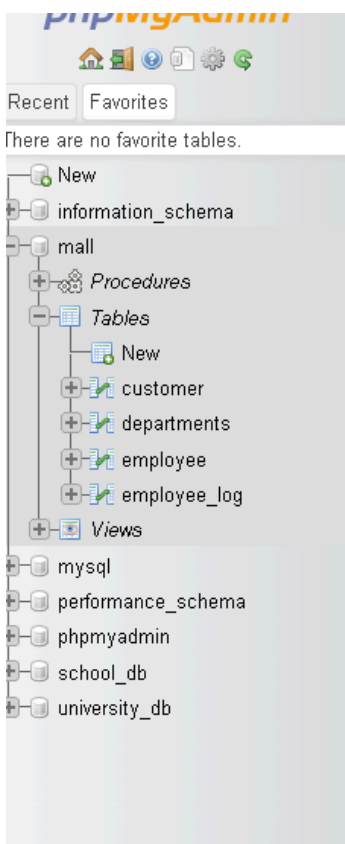 phpMyAdmin
Recent Favorites
There are no favorite tables.
New
information_schema
mall
Procedures
Tables
New
customer
departments
employee
employee_log
Views
mysql
performance_schema
phpmyadmin
school_db
university_db